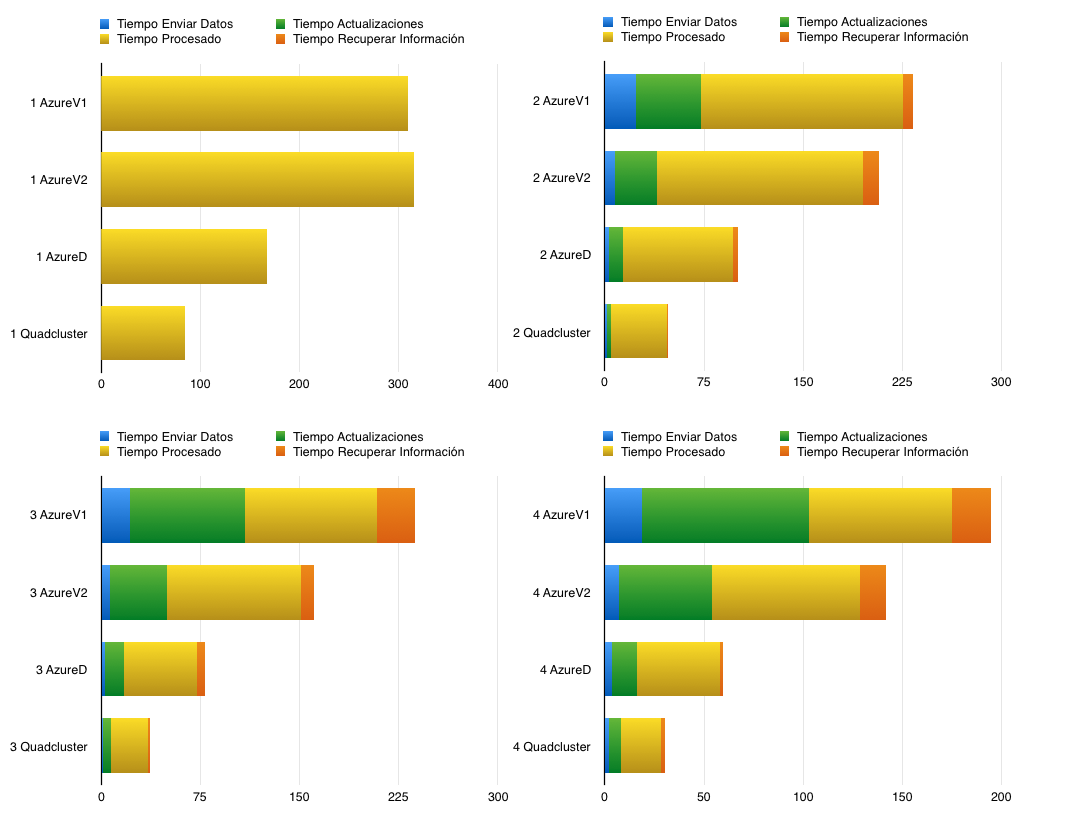 Tiempo Enviar Datos Tiempo Actualizaciones
Tiempo Procesado Tiempo Recuperar Información
1 AzureV1
1 AzureV2
1 AzureD
1 Quadcluster
0 100 200 300 400
Tiempo Enviar Datos Tiempo Actualizaciones
Tiempo Procesado Tiempo Recuperar Información
2 AzureV1
2 AzureV2
2 AzureD
2 Quadcluster
0 75 150 225 300
Tiempo Enviar Datos Tiempo Actualizaciones
Tiempo Procesado Tiempo Recuperar Información
3 AzureV1
3 AzureV2
3 AzureD
3 Quadcluster
0 75 150 225 300
Tiempo Enviar Datos Tiempo Actualizaciones
Tiempo Procesado Tiempo Recuperar Información
4 AzureV1
4 AzureV2
4 AzureD
4 Quadcluster
0 50 100 150 200